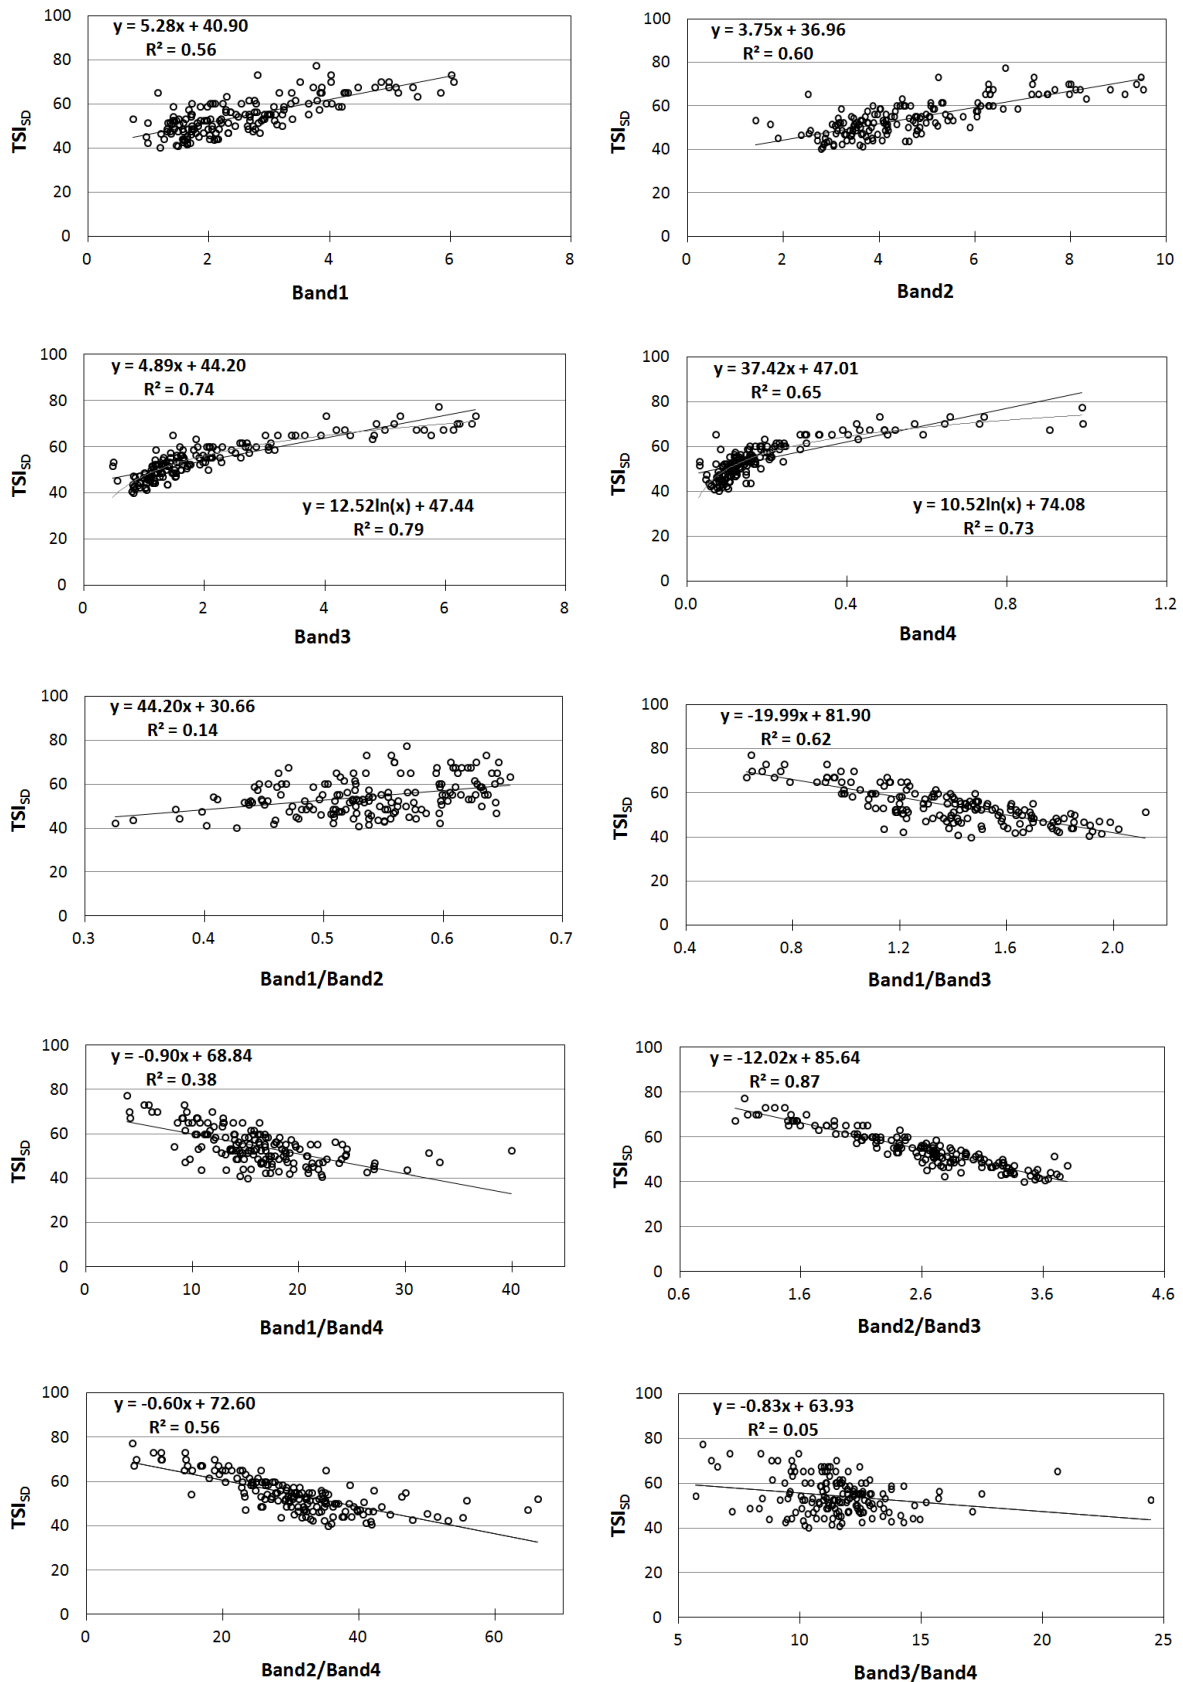 y = 5.28x + 40.90
R² = 0.56
100
80
60
40
20
0
TSI_SD
0 2 4 6 8
Band1
y = 3.75x + 36.96
R² = 0.60
100
80
60
40
20
0
TSI_SD
0 2 4 6 8 10
Band2
y = 4.89x + 44.20
R² = 0.74
y = 12.52ln(x) + 47.44
R² = 0.79
100
80
60
40
20
0
TSI_SD
0 2 4 6 8
Band3
y = 37.42x + 47.01
R² = 0.65
y = 10.52ln(x) + 74.08
R² = 0.73
100
80
60
40
20
0
TSI_SD
0.0 0.4 0.8 1.2
Band4
y = 44.20x + 30.66
R² = 0.14
100
80
60
40
20
0
TSI_SD
0.3 0.4 0.5 0.6 0.7
Band1/Band2
y = -19.99x + 81.90
R² = 0.62
100
80
60
40
20
0
TSI_SD
0.4 0.8 1.2 1.6 2.0
Band1/Band3
y = -0.90x + 68.84
R² = 0.38
100
80
60
40
20
0
TSI_SD
0 10 20 30 40
Band1/Band4
y = -12.02x + 85.64
R² = 0.87
100
80
60
40
20
0
TSI_SD
0.6 1.6 2.6 3.6 4.6
Band2/Band3
y = -0.60x + 72.60
R² = 0.56
100
80
60
40
20
0
TSI_SD
0 20 40 60
Band2/Band4
y = -0.83x + 63.93
R² = 0.05
100
80
60
40
20
0
TSI_SD
5 10 15 20 25
Band3/Band4